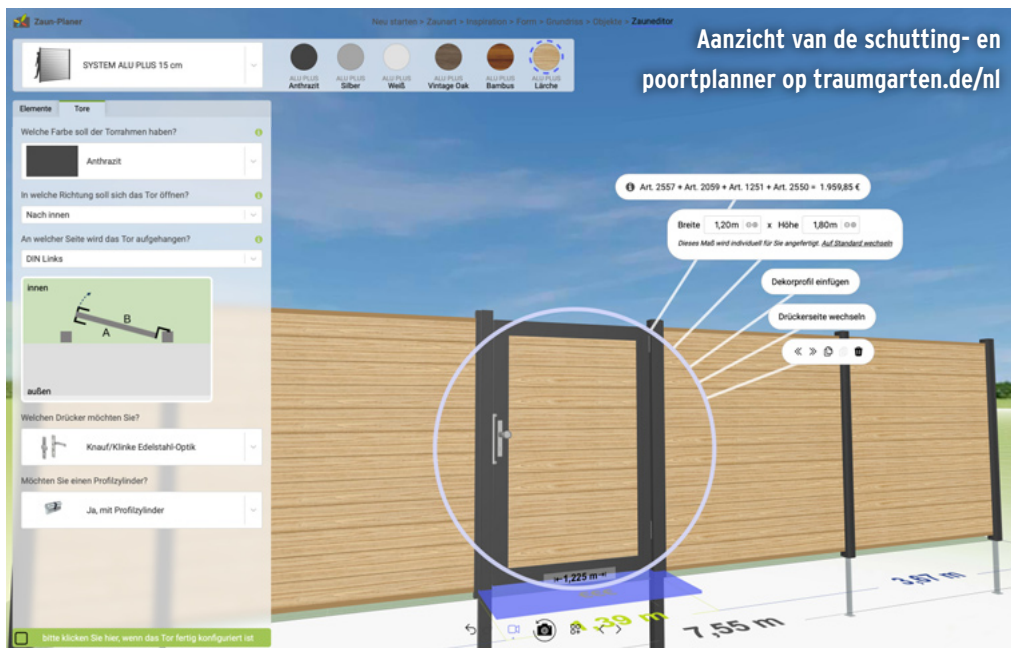 Zaun-Planer
Neu starten > Zaunart > Inspiration > Form > Grundrisse > Objekte > Zauneditor
Aanzicht van de schutting- en
poortplanner op traumgarten.de/nl
SYSTEM ALU PLUS 15 cm
ALU PLUS
Anthrazit
ALU PLUS
Silber
ALU PLUS
Weiß
ALU PLUS
Vintage Oak
ALU PLUS
Bambus
ALU PLUS
Lärche
Elemente Tore
Welche Farbe soll der Torrahmen haben?
Anthrazit
In welche Richtung soll sich das Tor öffnen?
Nach innen
An welcher Seite wird das Tor aufgehangen?
DIN Links
innen
B
A
außen
Welchen Drücker möchten Sie?
Knauf/Klinke Edelstahl-Optik
Möchten Sie einen Profilzylinder?
Ja, mit Profilzylinder
bitte klicken Sie hier, wenn das Tor fertig konfiguriert ist
Art. 2557 + Art. 2059 + Art. 1251 + Art. 2550 = 1.959,85 €
Breite 1,20m x Höhe 1,80m
Dieses Maß wird individuell für Sie angefertigt. Auf Standard wechseln
Dekorprofil einfügen
Drückerseite wechseln
1,225 m
1,39 m
7,55 m
3,67 m